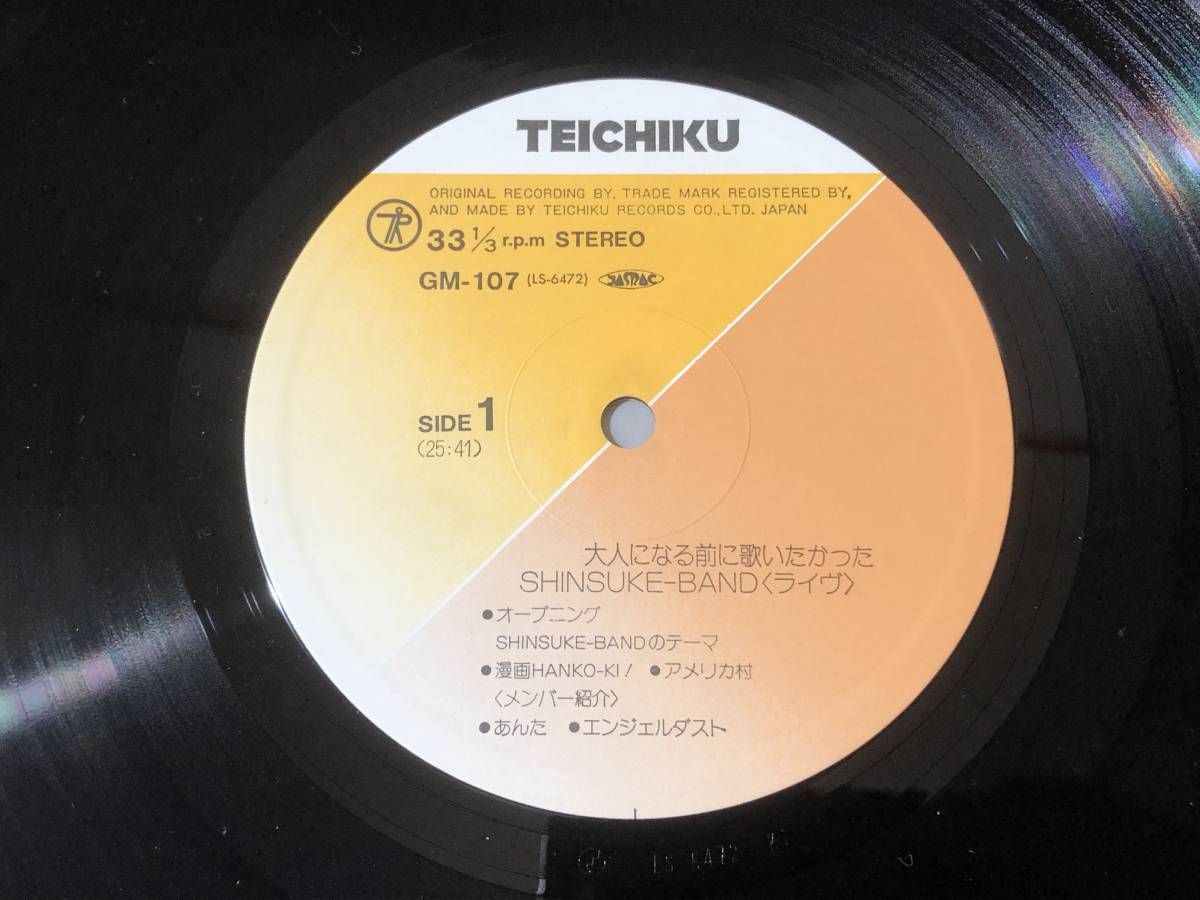 TEICHIKU
ORIGINAL RECORDING BY, TRADE MARK REGISTERED BY,
AND MADE BY TEICHIKU RECORDS CO.,LTD. JAPAN
33 1/3 r.p.m STEREO
GM-107 (LS-6472) JASRAC
SIDE 1
(25:41)
大人になる前に歌いたかった
SHINSUKE-BAND〈ライヴ〉
●オープニング
SHINSUKE-BANDのテーマ
●漫画HANKO-KI! ●アメリカ村
〈メンバー紹介〉
●あんた ●エンジェルダスト
LS 6472